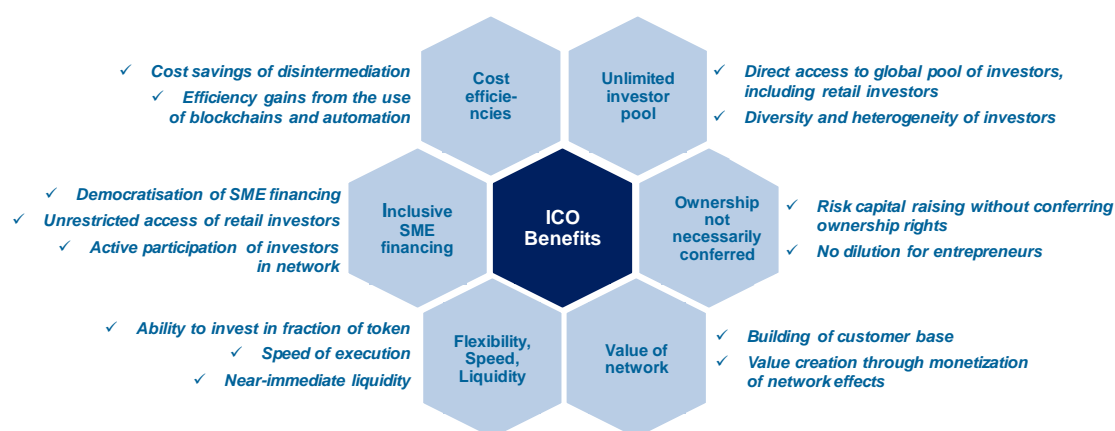 ✓ Cost savings of disintermediation
✓ Efficiency gains from the use
of blockchains and automation
Cost
efficie-
ncies
Unlimited
investor
pool
✓ Direct access to global pool of investors,
including retail investors
✓ Diversity and heterogeneity of investors
✓ Democratisation of SME financing
✓ Unrestricted access of retail investors
✓ Active participation of investors
in network
Inclusive
SME
financing
ICO
Benefits
Ownership
not
necessarily
conferred
✓ Risk capital raising without conferring
ownership rights
✓ No dilution for entrepreneurs
✓ Ability to invest in fraction of token
✓ Speed of execution
✓ Near-immediate liquidity
Flexibility,
Speed,
Liquidity
Value of
network
✓ Building of customer base
✓ Value creation through monetization
of network effects